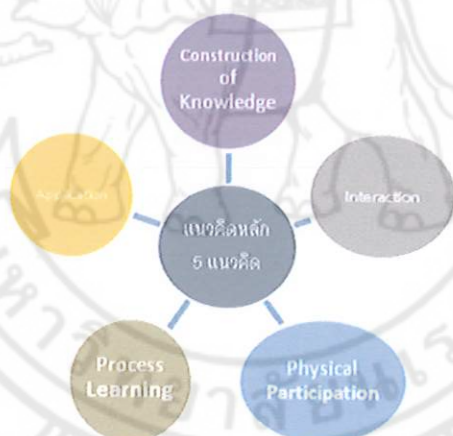 Construction
of
Knowledge
Application
Interaction
แนวคิดหลัก
5 แนวคิด
Process
Learning
Physical
Participation